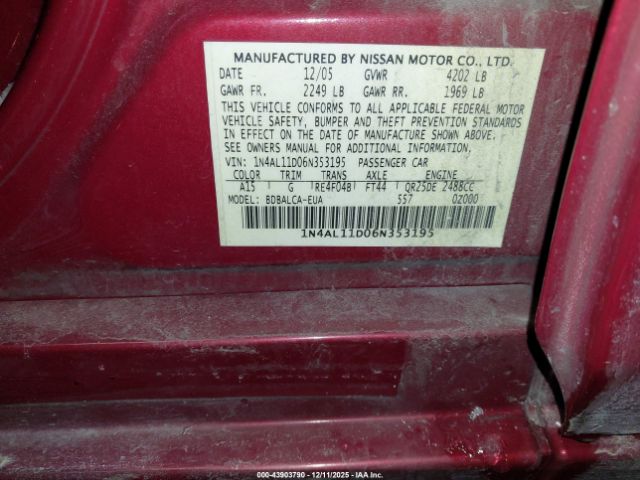 MANUFACTURED BY NISSAN MOTOR CO., LTD.
DATE 12/05 GVWR 4202 LB
GAWR FR. 2249 LB GAWR RR. 1969 LB
THIS VEHICLE CONFORMS TO ALL APPLICABLE FEDERAL MOTOR
VEHICLE SAFETY, BUMPER AND THEFT PREVENTION STANDARDS
IN EFFECT ON THE DATE OF MANUFACTURE SHOWN ABOVE.
SEE OWNERS MANUAL FOR ADDITIONAL INFORMATION.
VIN: 1N4AL11D06N353195 PASSENGER CAR
COLOR TRIM TRANS AXLE ENGINE
A15 G RE4F04B FT44 QR25DE 2488CC
MODEL: BDBALCA-EUA 557 0Z000
1N4AL11D06N353195
00-43903790 - 12/11/2025 - IAA Inc.